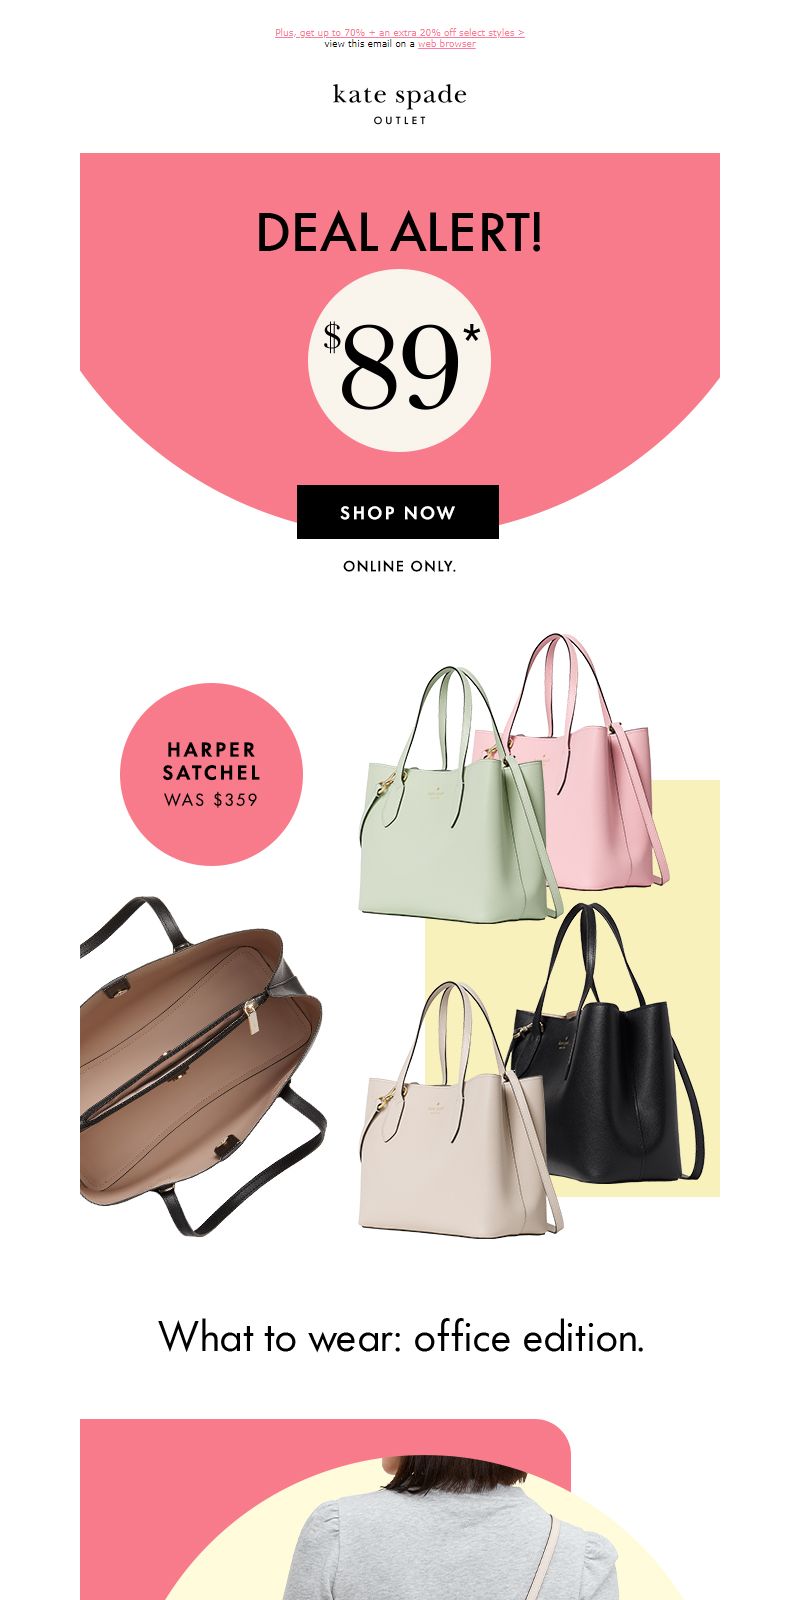 Plus, get up to 70% + an extra 20% off select styles >
view this email on a web browser
kate spade
OUTLET
DEAL ALERT!
$89*
SHOP NOW
ONLINE ONLY.
HARPER
SATCHEL
WAS $359
What to wear: office edition.